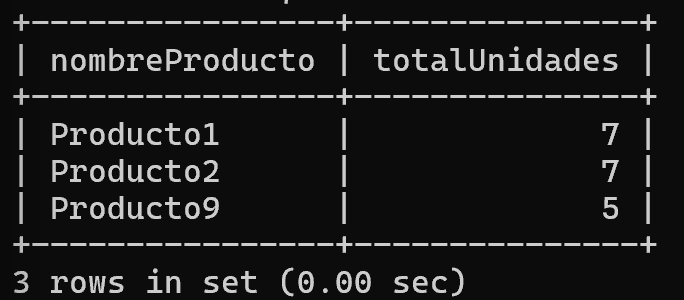 +----------------+---------------+
| nombreProducto | totalUnidades |
+----------------+---------------+
| Producto1      |             7 |
| Producto2      |             7 |
| Producto9      |             5 |
+----------------+---------------+
3 rows in set (0.00 sec)